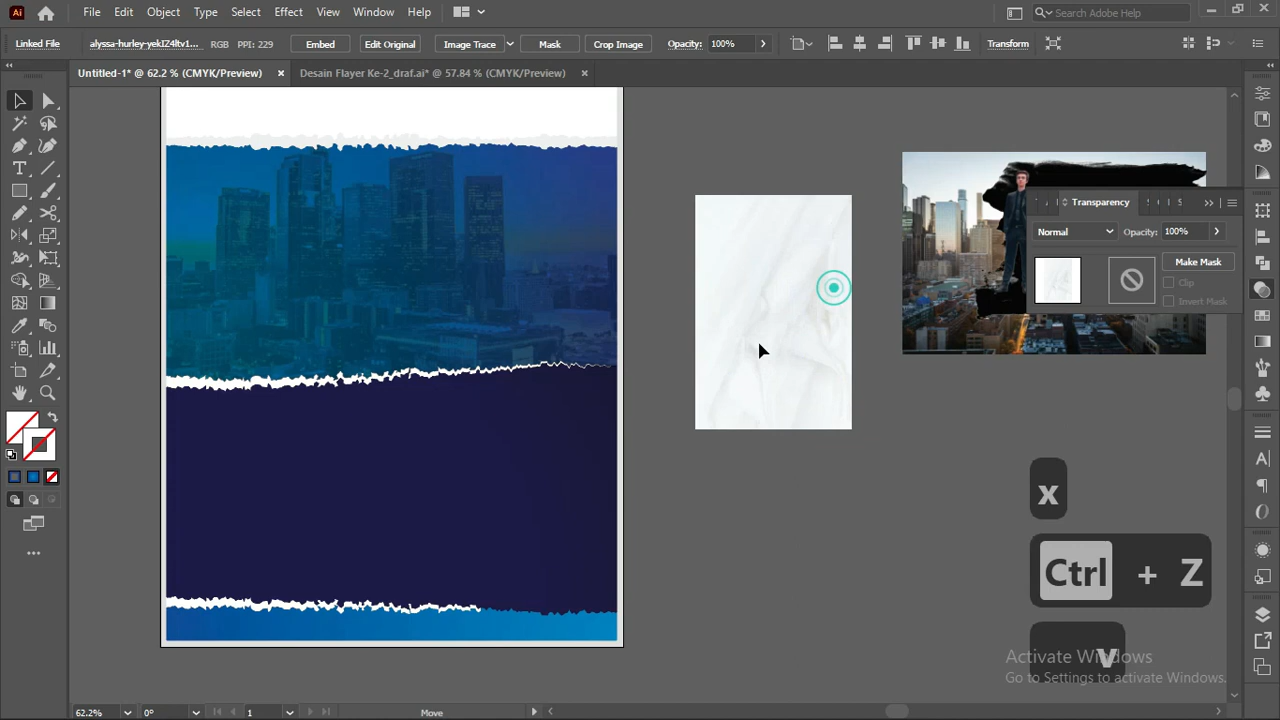 Ai File Edit Object Type Select Effect View Window Help Search Adobe Help
Linked File alyssa-hurley-yekIZ4ltv1... RGB PPI: 229 Embed Edit Original Image Trace Mask Crop Image Opacity: 100% Transform
Untitled-1* @ 62.2 % (CMYK/Preview) Desain Flayer Ke-2_draf.ai* @ 57.84 % (CMYK/Preview)
Transparency
Normal Opacity: 100%
Make Mask
Clip
Invert Mask
x
Ctrl + Z
v
Activate Windows
Go to Settings to activate Windows.
62.2% 0° 1 Move